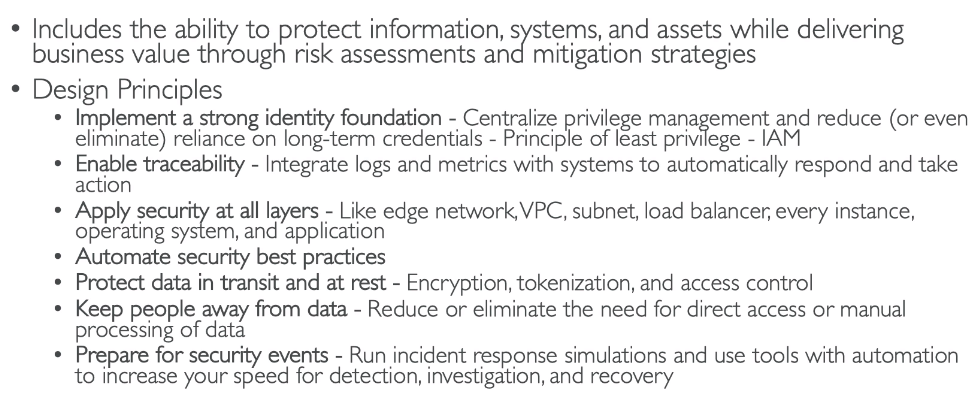 • Includes the ability to protect information, systems, and assets while delivering
business value through risk assessments and mitigation strategies
• Design Principles
• Implement a strong identity foundation - Centralize privilege management and reduce (or even
eliminate) reliance on long-term credentials - Principle of least privilege - IAM
• Enable traceability - Integrate logs and metrics with systems to automatically respond and take
action
• Apply security at all layers - Like edge network, VPC, subnet, load balancer, every instance,
operating system, and application
• Automate security best practices
• Protect data in transit and at rest - Encryption, tokenization, and access control
• Keep people away from data - Reduce or eliminate the need for direct access or manual
processing of data
• Prepare for security events - Run incident response simulations and use tools with automation
to increase your speed for detection, investigation, and recovery